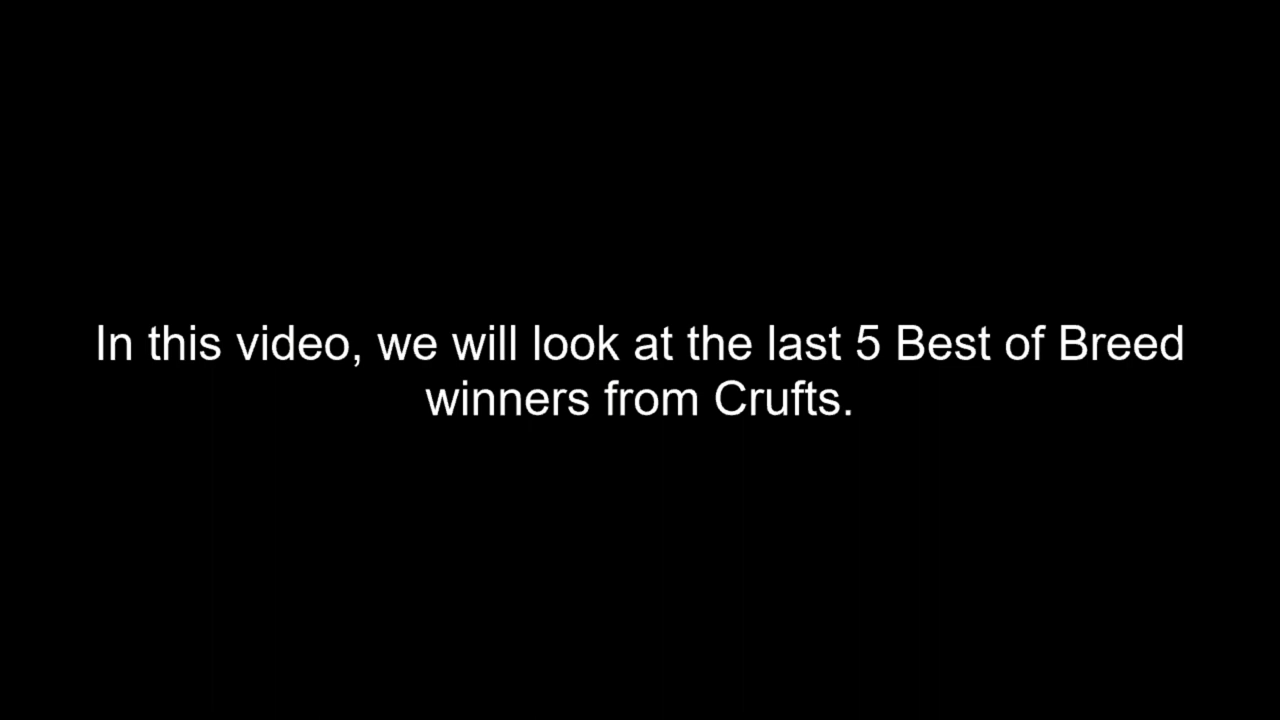 In this video, we will look at the last 5 Best of Breed
winners from Crufts.